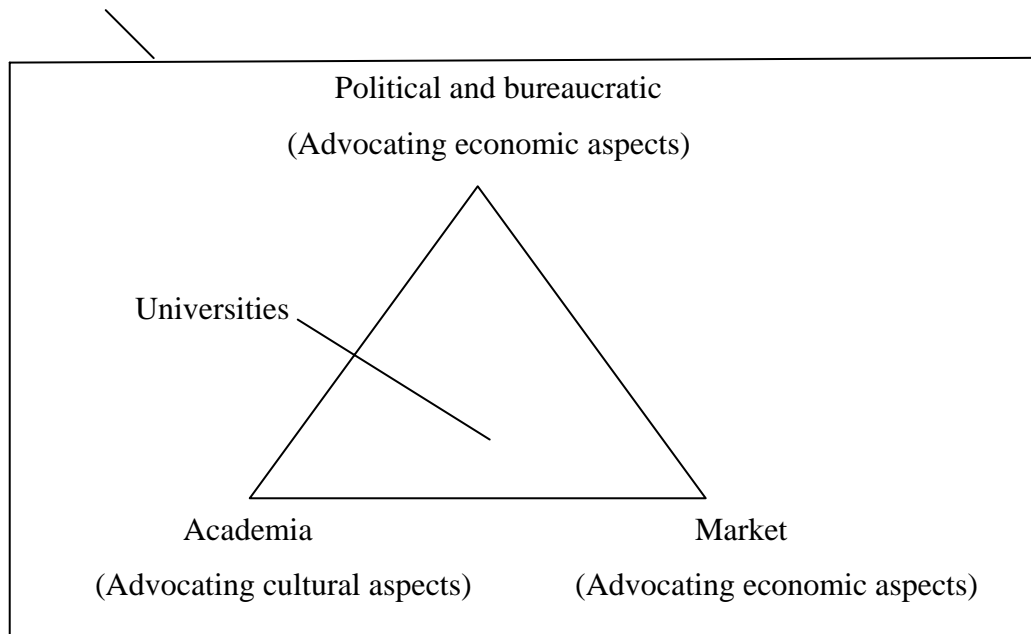 Political and bureaucratic
(Advocating economic aspects)
Universities
Academia
Market
(Advocating cultural aspects)
(Advocating economic aspects)